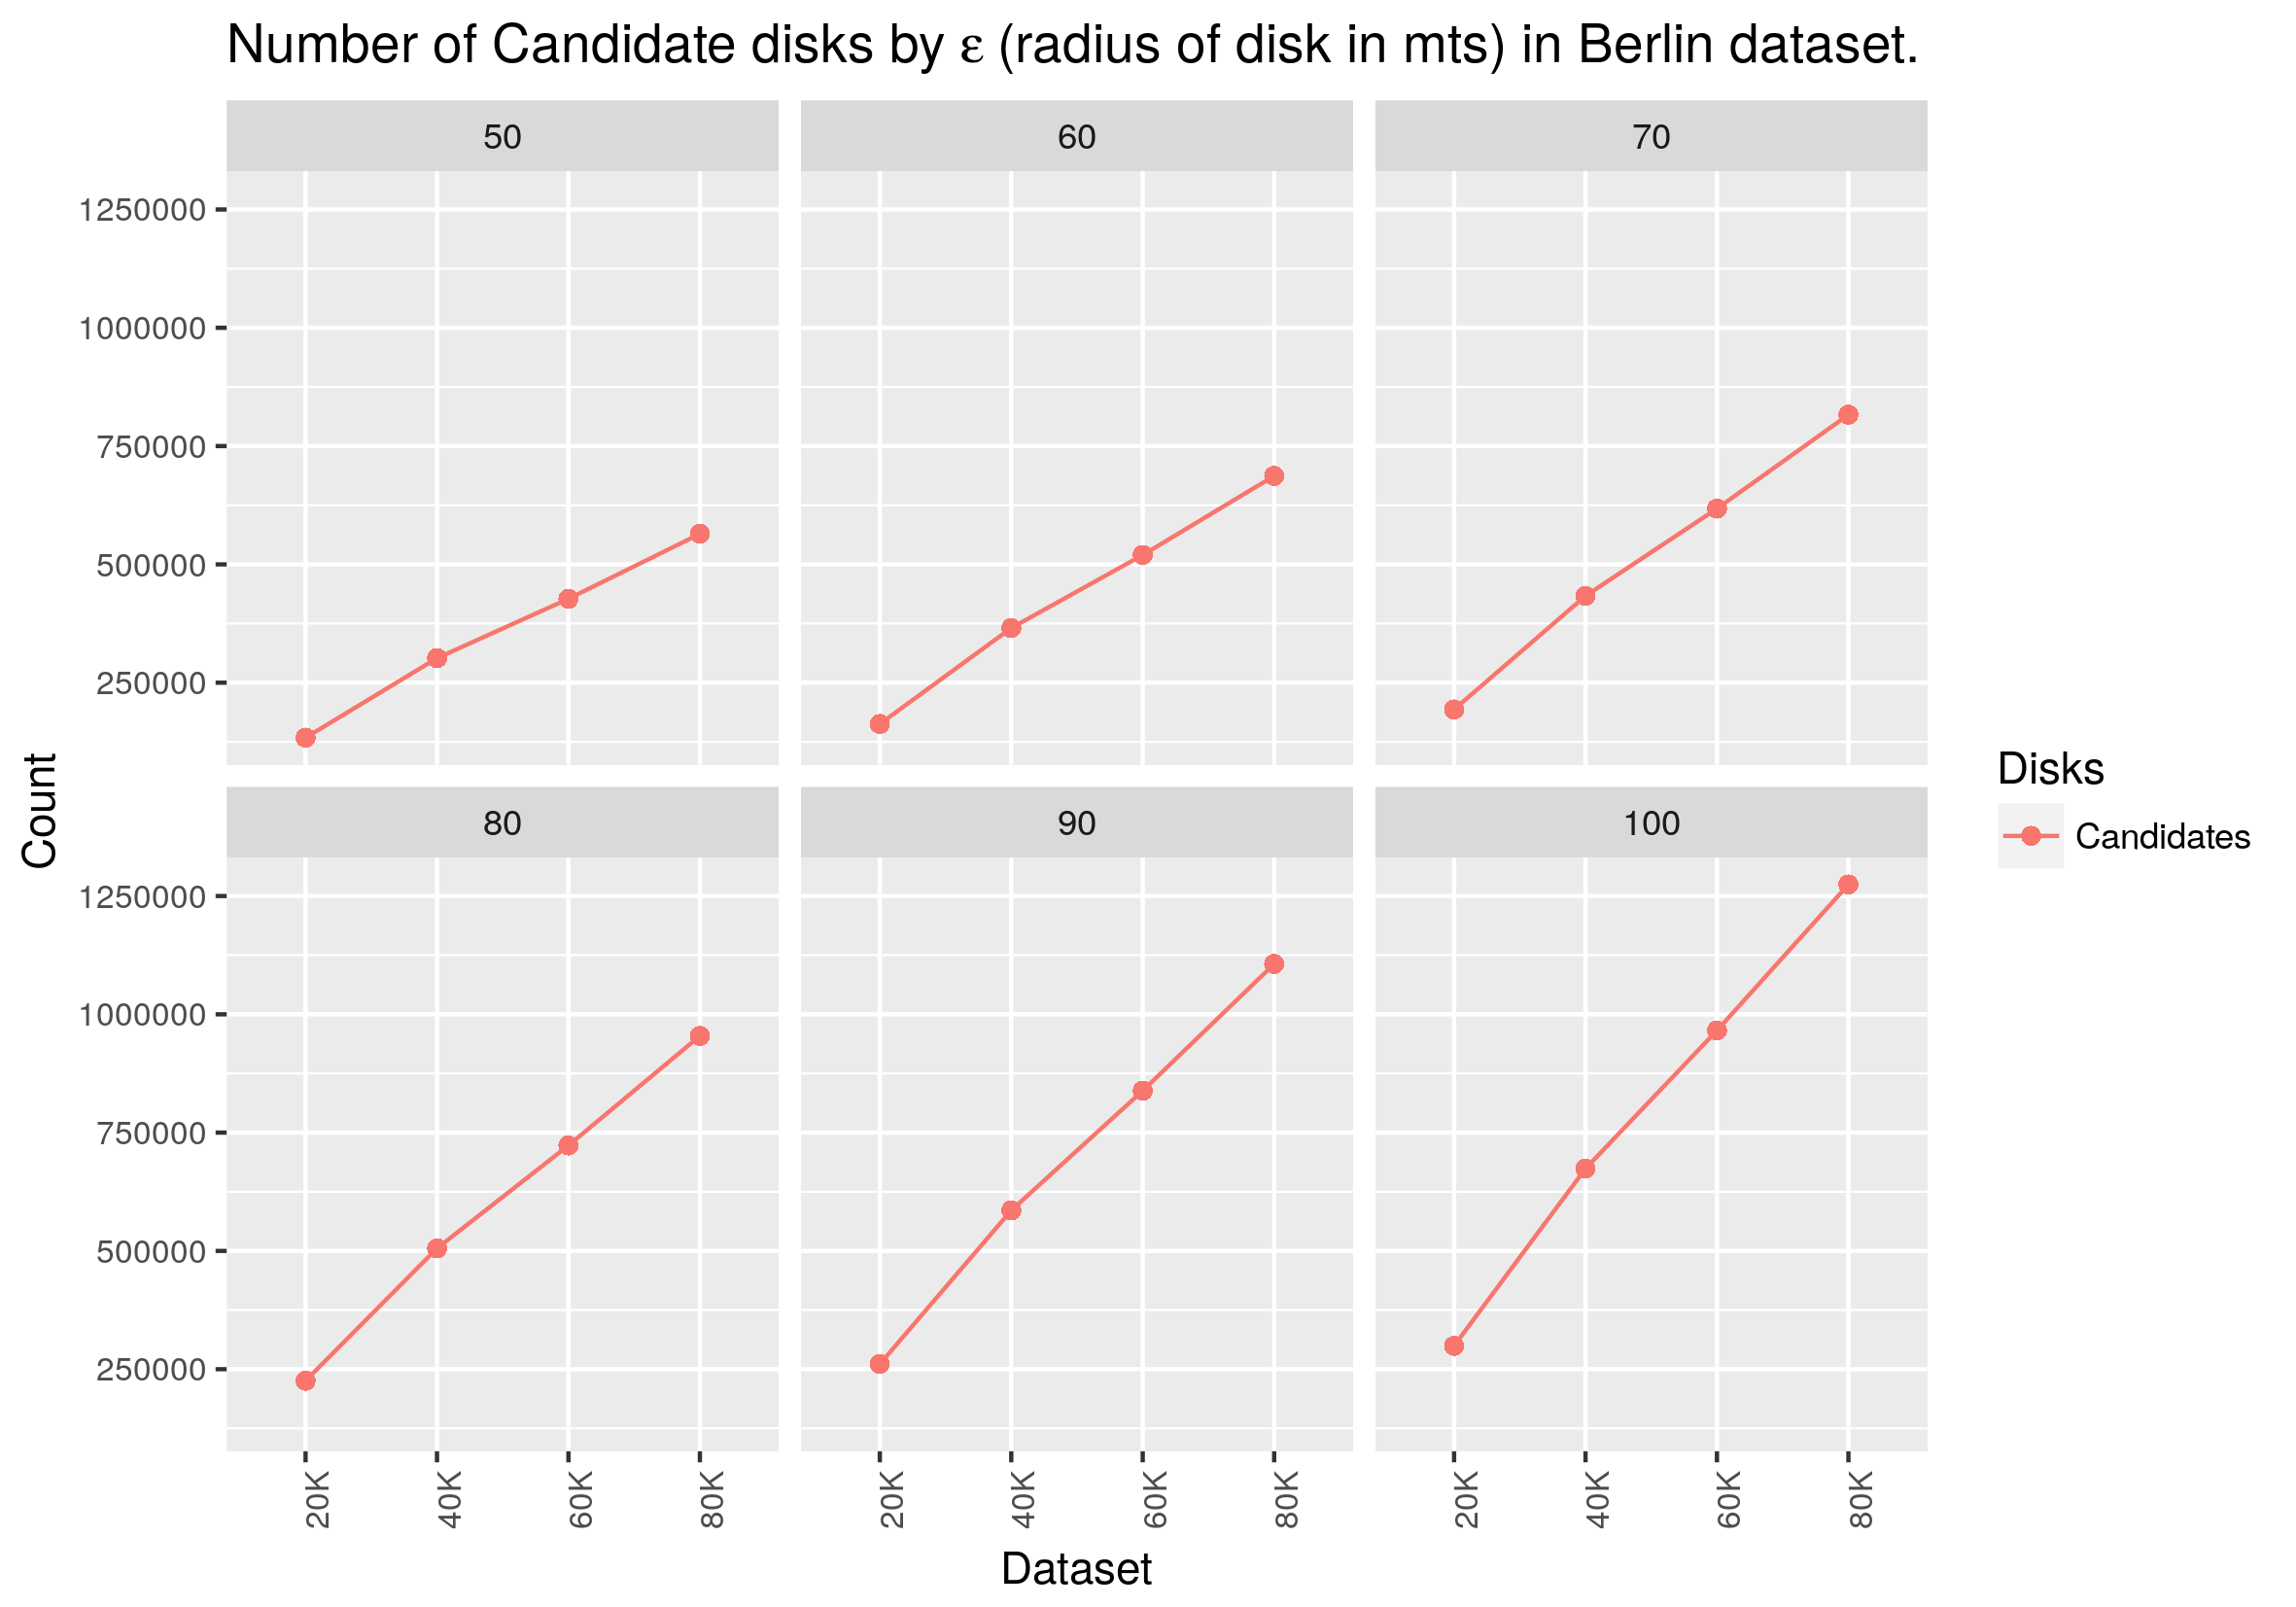 Number of Candidate disks by ε (radius of disk in mts) in Berlin dataset.
50
60
70
1250000
1000000
750000
500000
250000
80
90
100
1250000
1000000
750000
500000
250000
20K
40K
60K
80K
20K
40K
60K
80K
20K
40K
60K
80K
Count
Dataset
Disks
Candidates